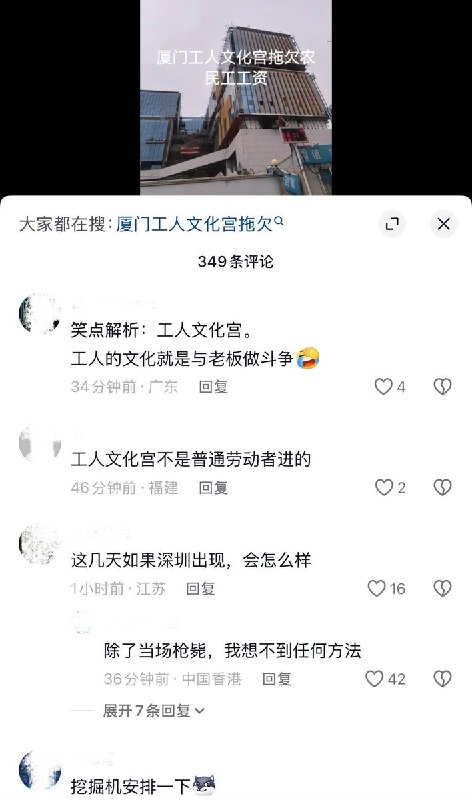 厦门工人文化宫拖欠农
民工工资
大家都在搜:厦门工人文化宫拖欠
349条评论
笑点解析：工人文化宫。
工人的文化就是与老板做斗争🤣
34分钟前·广东 回复 4
工人文化宫不是普通劳动者进的
46分钟前·福建 回复 2
这几天如果深圳出现，会怎么样
1小时前·江苏 回复 16
除了当场枪毙，我想不到任何方法
36分钟前·中国香港 回复 42
展开7条回复
挖掘机安排一下